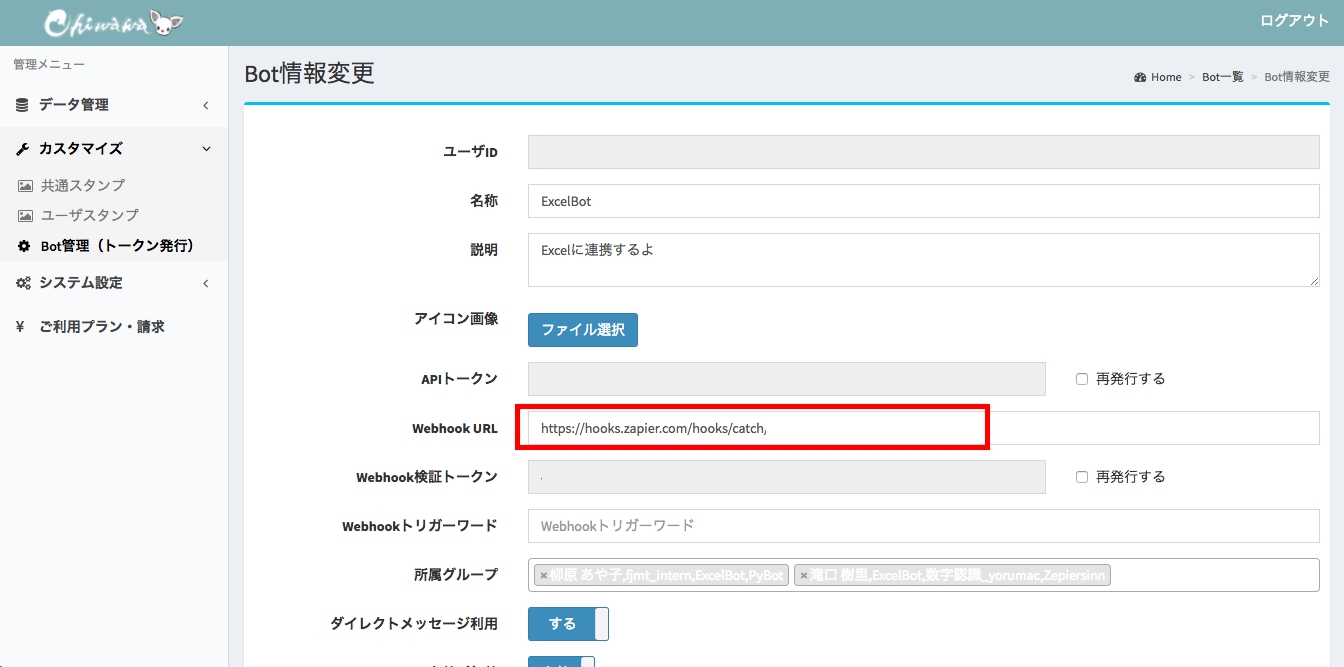 Chiwawa
ログアウト
管理メニュー
データ管理
カスタマイズ
共通スタンプ
ユーザスタンプ
Bot管理（トークン発行）
システム設定
¥ ご利用プラン・請求
Bot情報変更
Home > Bot一覧 > Bot情報変更
ユーザID
名称 ExcelBot
説明 Excelに連携するよ
アイコン画像 ファイル選択
APIトークン 再発行する
Webhook URL https://hooks.zapier.com/hooks/catch/
Webhook検証トークン 再発行する
Webhookトリガーワード Webhookトリガーワード
所属グループ ×柳原 あや子,fjmt_intern,ExcelBot,PyBot ×滝口 樹里,ExcelBot,数字認識_yorumac,Zepiersinn
ダイレクトメッセージ利用 する